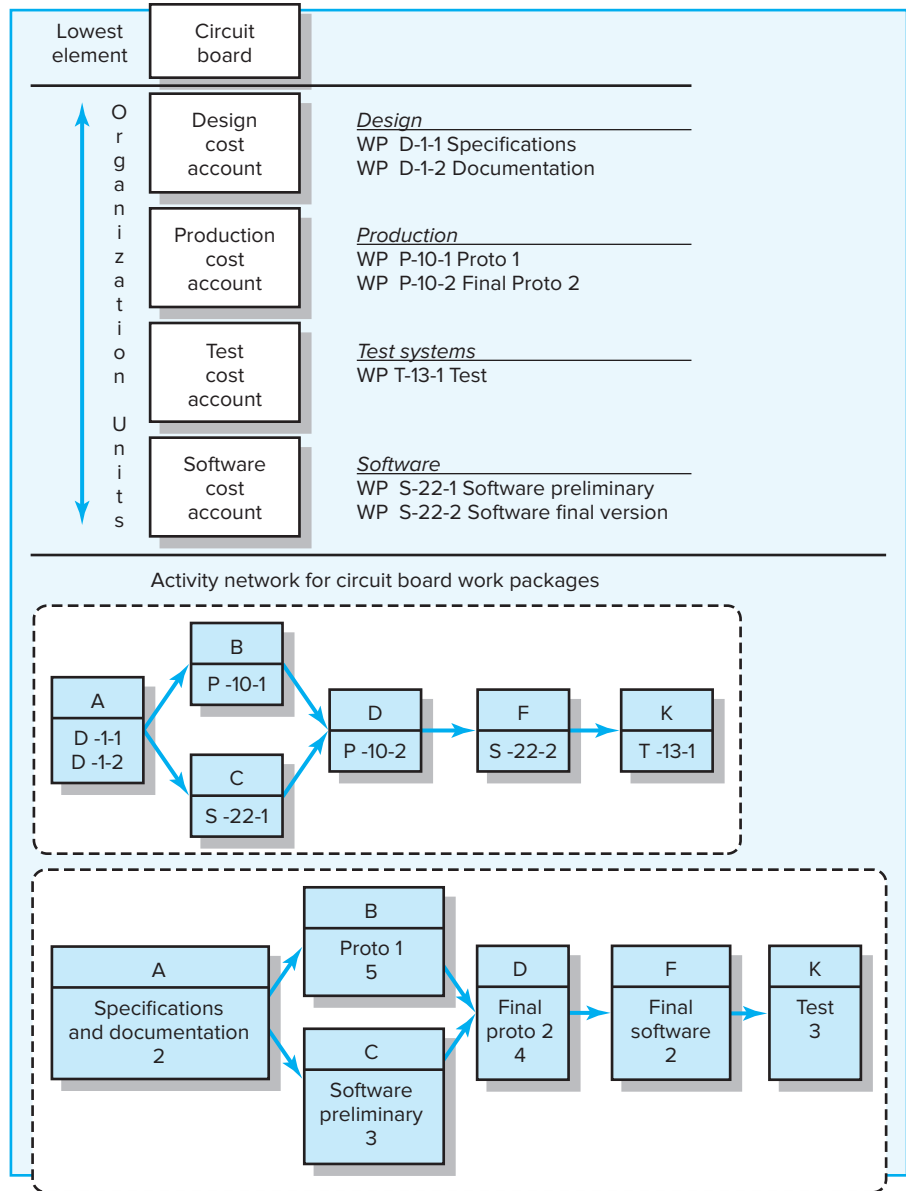 Lowest
element
Circuit
board
Organization Units
Design
cost
account
Design
WP D-1-1 Specifications
WP D-1-2 Documentation
Production
cost
account
Production
WP P-10-1 Proto 1
WP P-10-2 Final Proto 2
Test
cost
account
Test systems
WP T-13-1 Test
Software
cost
account
Software
WP S-22-1 Software preliminary
WP S-22-2 Software final version
Activity network for circuit board work packages
A
D -1-1
D -1-2
B
P -10-1
C
S -22-1
D
P -10-2
F
S -22-2
K
T -13-1
A
Specifications
and documentation
2
B
Proto 1
5
C
Software
preliminary
3
D
Final
proto 2
4
F
Final
software
2
K
Test
3